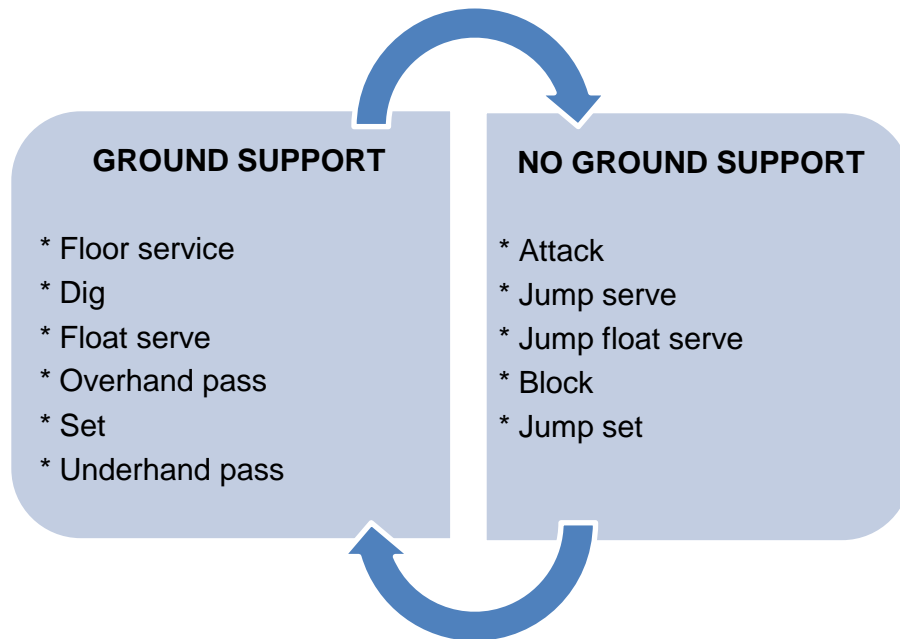 GROUND SUPPORT
* Floor service
* Dig
* Float serve
* Overhand pass
* Set
* Underhand pass
NO GROUND SUPPORT
* Attack
* Jump serve
* Jump float serve
* Block
* Jump set